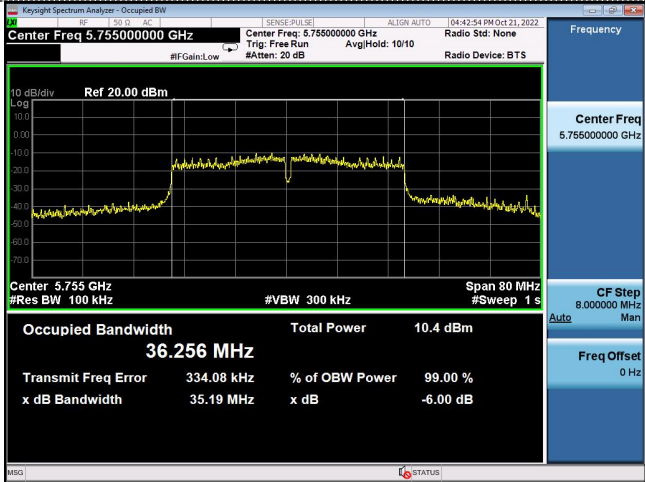 Keysight Spectrum Analyzer - Occupied BW
LXI RF 50 Ω AC SENSE:PULSE ALIGN AUTO 04:42:54 PM Oct 21, 2022
Center Freq 5.755000000 GHz
Center Freq: 5.755000000 GHz Radio Std: None
Trig: Free Run Avg|Hold: 10/10
#IFGain:Low #Atten: 20 dB Radio Device: BTS
10 dB/div Ref 20.00 dBm
Log
10.0
0.00
-10.0
-20.0
-30.0
-40.0
-50.0
-60.0
-70.0
Center 5.755 GHz Span 80 MHz
#Res BW 100 kHz #VBW 300 kHz #Sweep 1 s
Occupied Bandwidth Total Power 10.4 dBm
36.256 MHz
Transmit Freq Error 334.08 kHz % of OBW Power 99.00 %
x dB Bandwidth 35.19 MHz x dB -6.00 dB
MSG STATUS
Frequency
Center Freq
5.755000000 GHz
CF Step
8.000000 MHz
Auto Man
Freq Offset
0 Hz